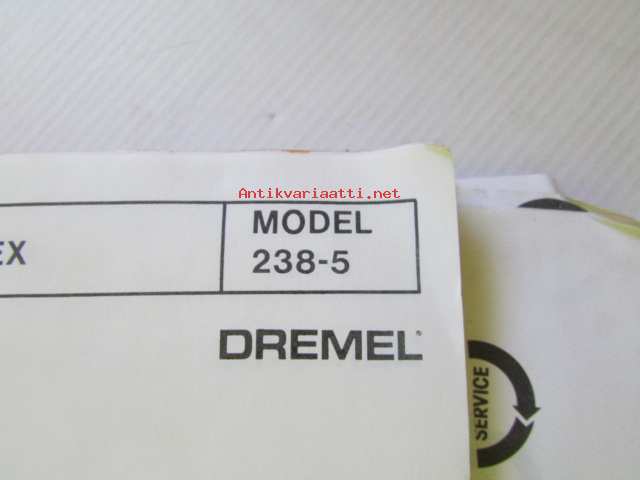 Antikvariaatti.net
EX
MODEL
238-5
DREMEL
SERVICE